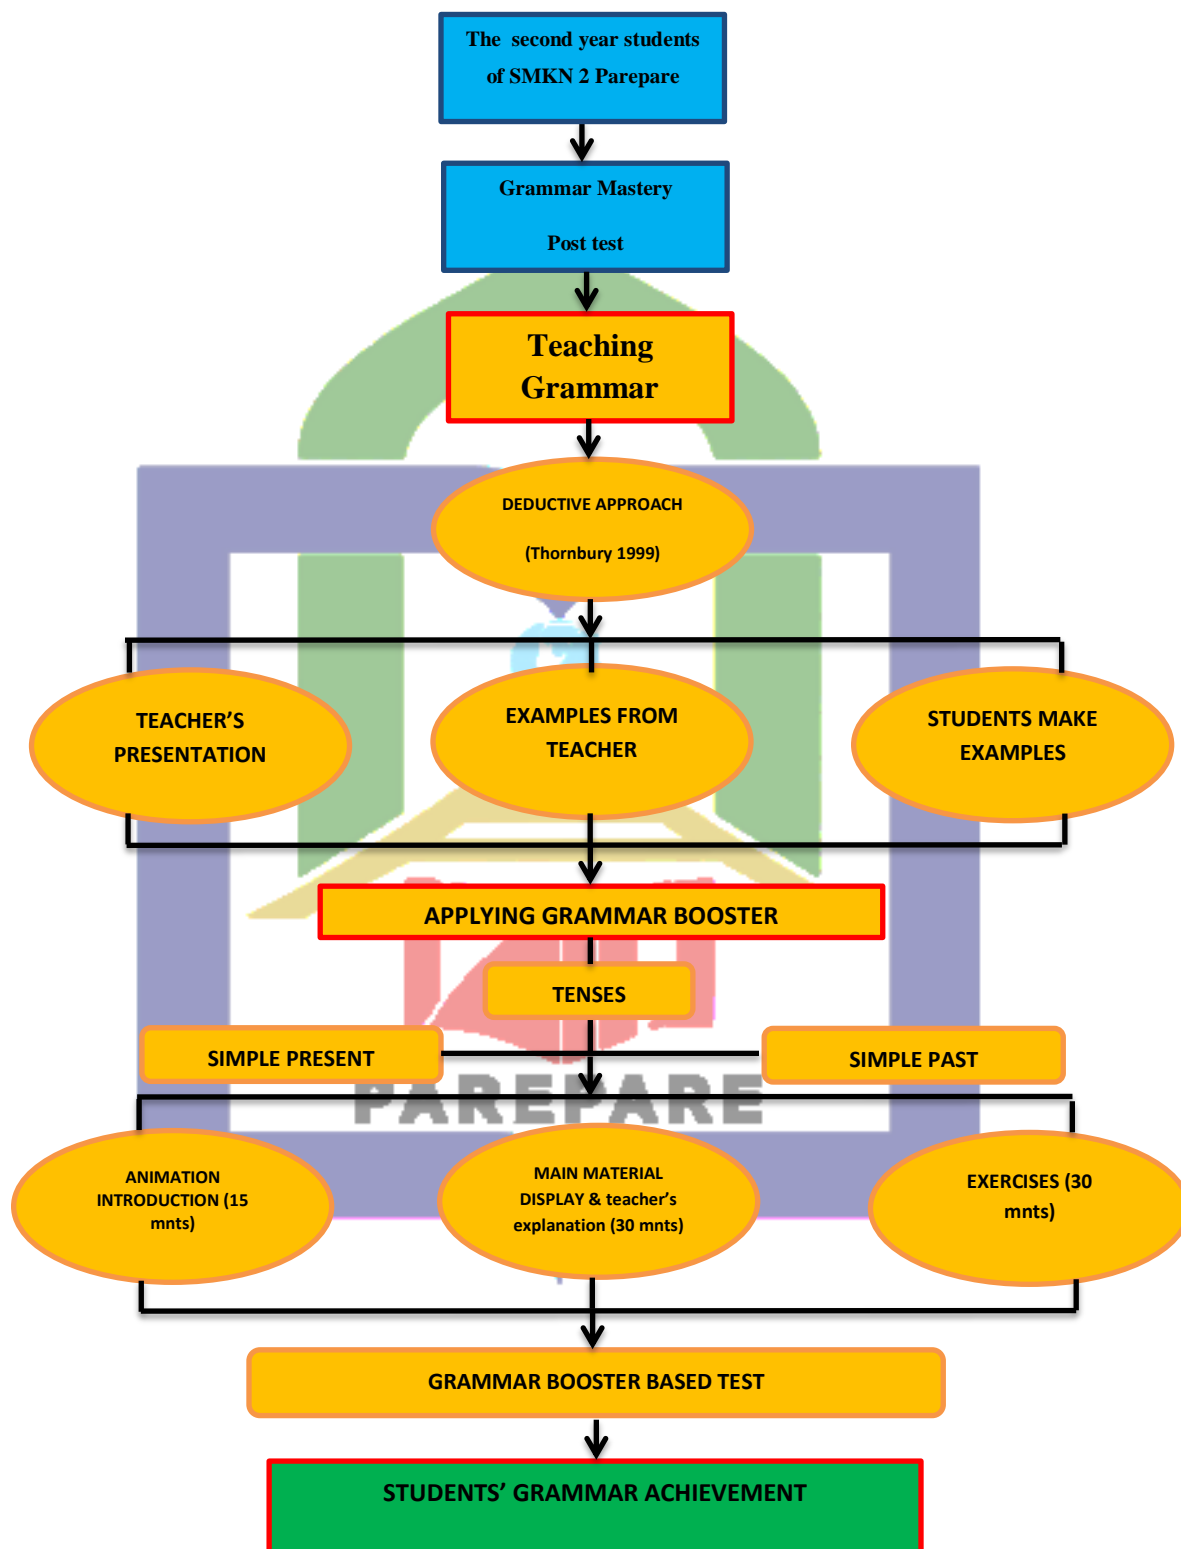 The second year students
of SMKN 2 Parepare
Grammar Mastery
Post test
Teaching
Grammar
DEDUCTIVE APPROACH
(Thornbury 1999)
TEACHER’S
PRESENTATION
EXAMPLES FROM
TEACHER
STUDENTS MAKE
EXAMPLES
APPLYING GRAMMAR BOOSTER
TENSES
SIMPLE PRESENT
SIMPLE PAST
PAREPARE
ANIMATION
INTRODUCTION (15
mnts)
MAIN MATERIAL
DISPLAY & teacher’s
explanation (30 mnts)
EXERCISES (30
mnts)
GRAMMAR BOOSTER BASED TEST
STUDENTS’ GRAMMAR ACHIEVEMENT